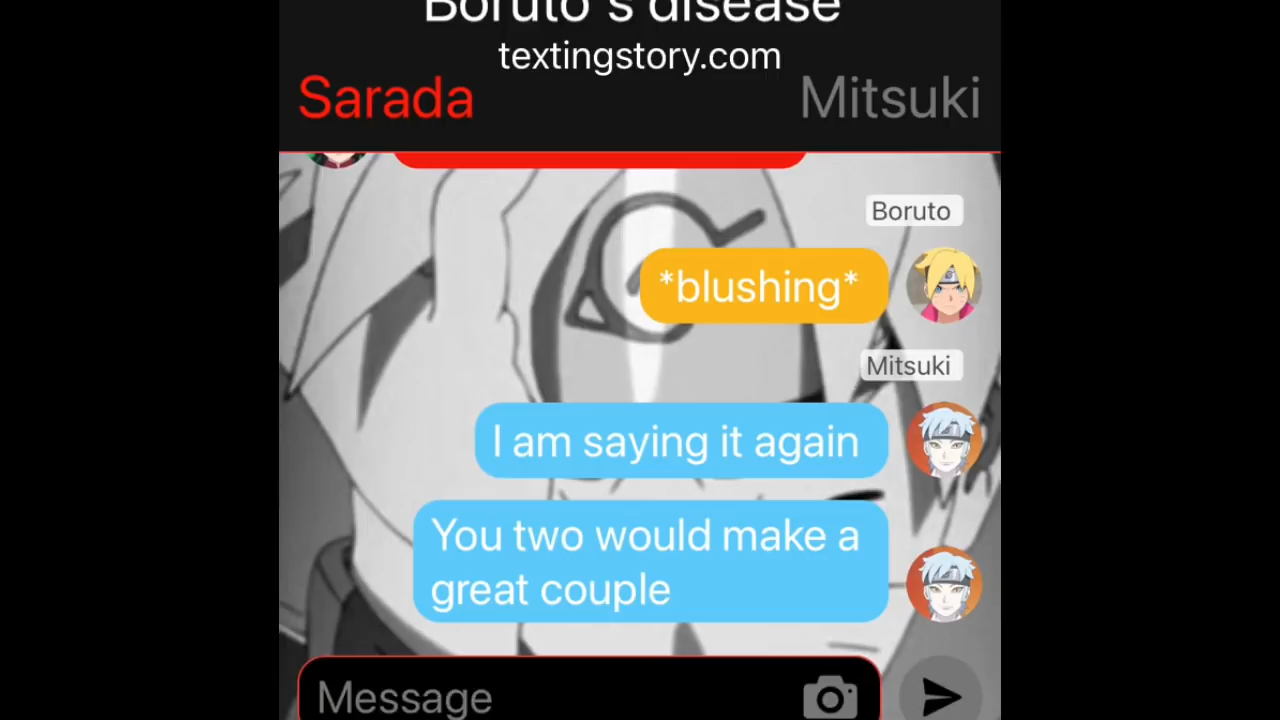 Boruto's disease
textingstory.com
Sarada
Mitsuki
Boruto
*blushing*
Mitsuki
I am saying it again
You two would make a
great couple
Message